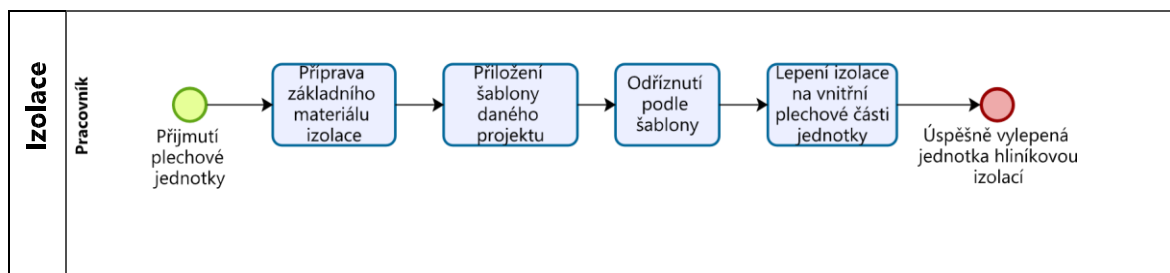 Izolace
Pracovník
Přijmutí
plechové
jednotky
Příprava
základního
materiálu
izolace
Přiložení
šablony
daného
projektu
Odříznutí
podle
šablony
Lepení izolace
na vnitřní
plechové části
jednotky
Úspěšně vylepená
jednotka hliníkovou
izolací